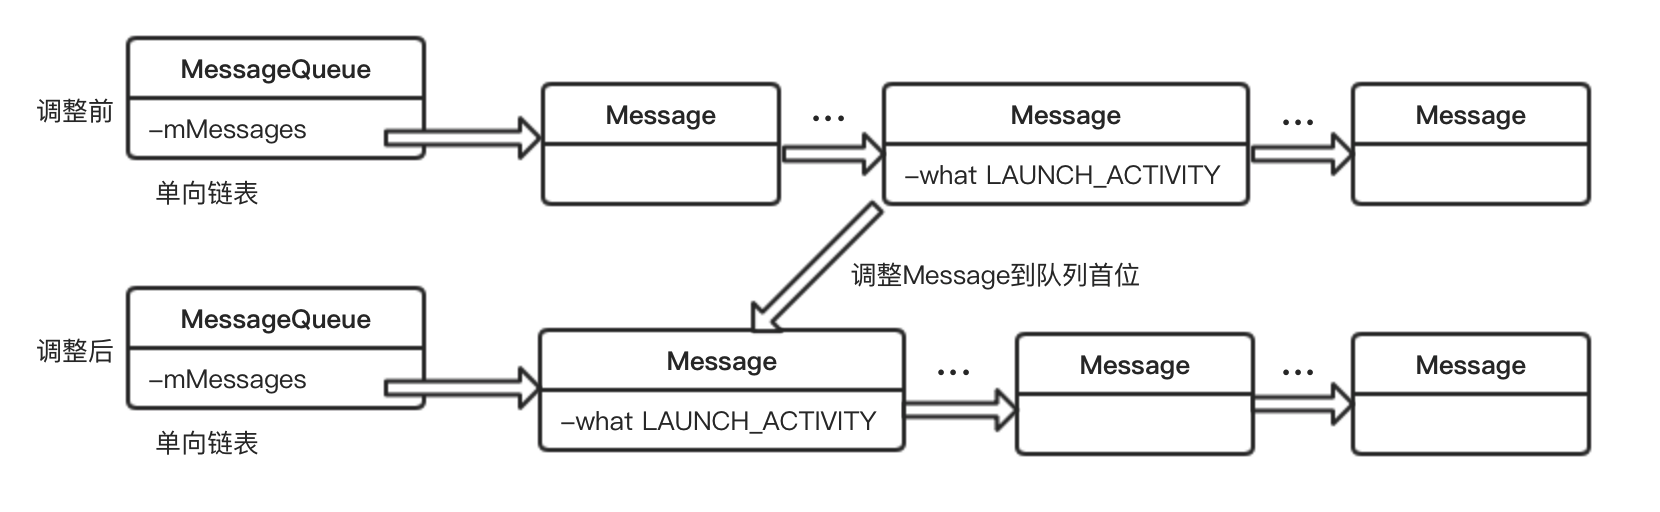 MessageQueue
调整前
–mMessages
单向链表
Message
...
Message
–what LAUNCH_ACTIVITY
...
Message
调整Message到队列首位
MessageQueue
调整后
–mMessages
单向链表
Message
–what LAUNCH_ACTIVITY
...
Message
...
Message